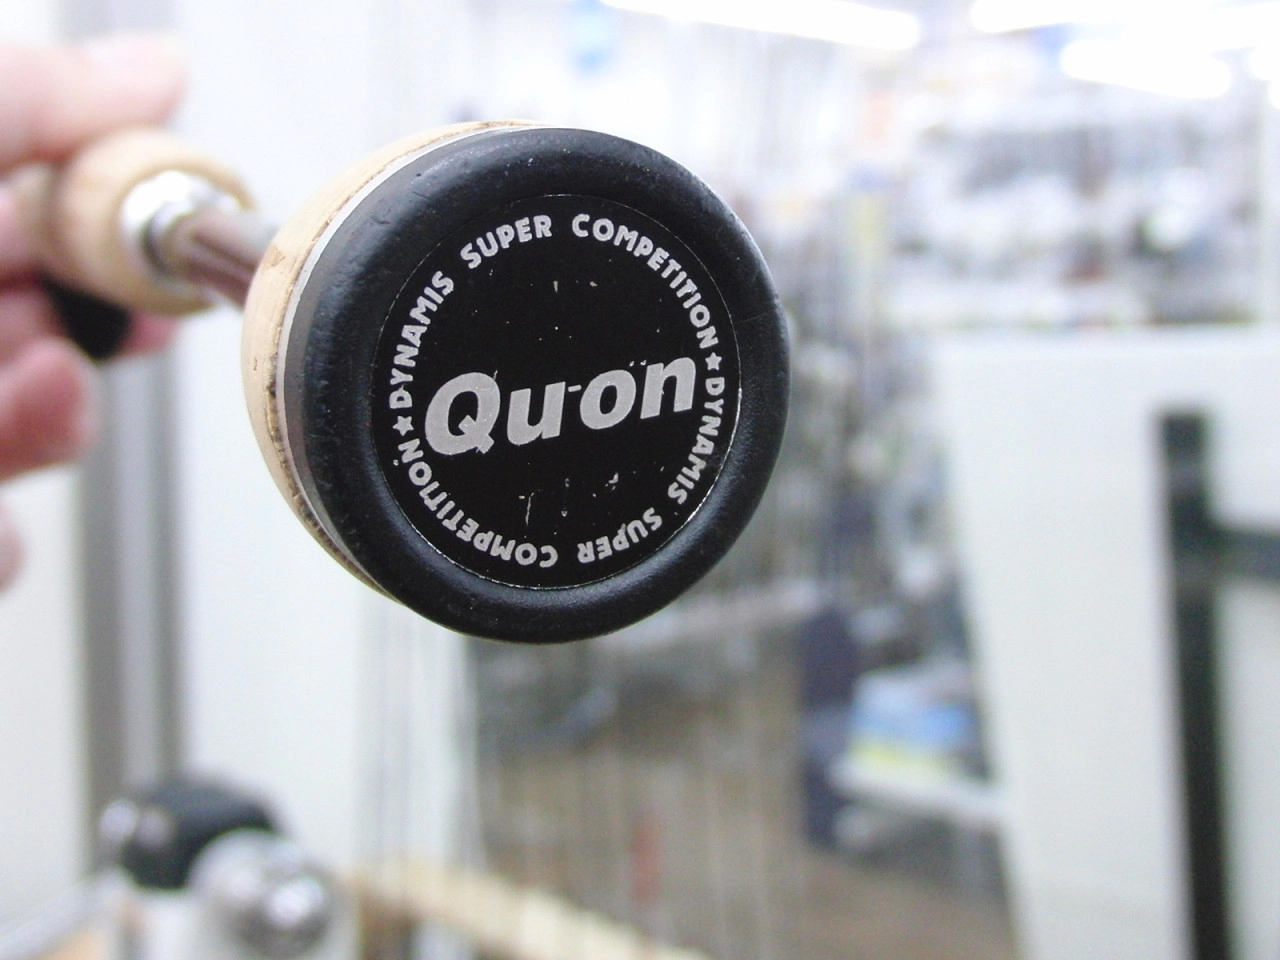 ★ DYNAMIS SUPER COMPETITION
★ DYNAMIS SUPER COMPETITION
Qu-on